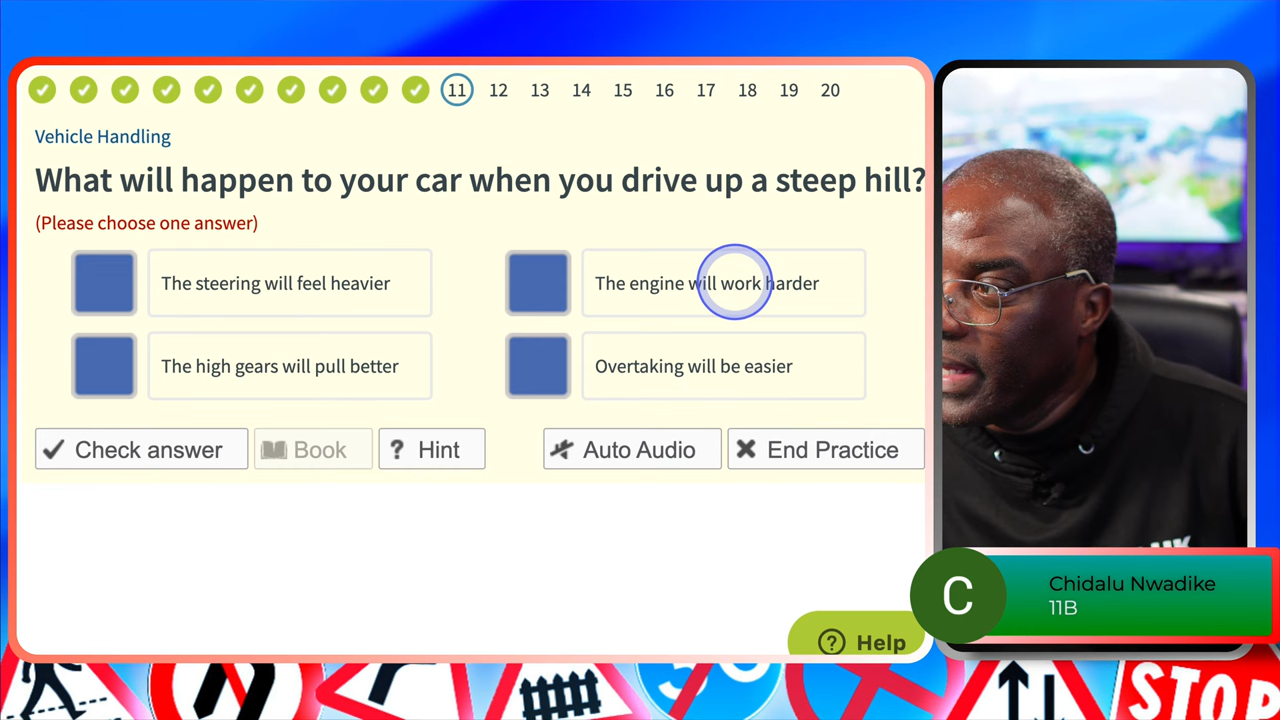 11 12 13 14 15 16 17 18 19 20
Vehicle Handling
What will happen to your car when you drive up a steep hill?
(Please choose one answer)
The steering will feel heavier
The engine will work harder
The high gears will pull better
Overtaking will be easier
Check answer
Book
? Hint
Auto Audio
End Practice
? Help
C
Chidalu Nwadike
11B
STOP